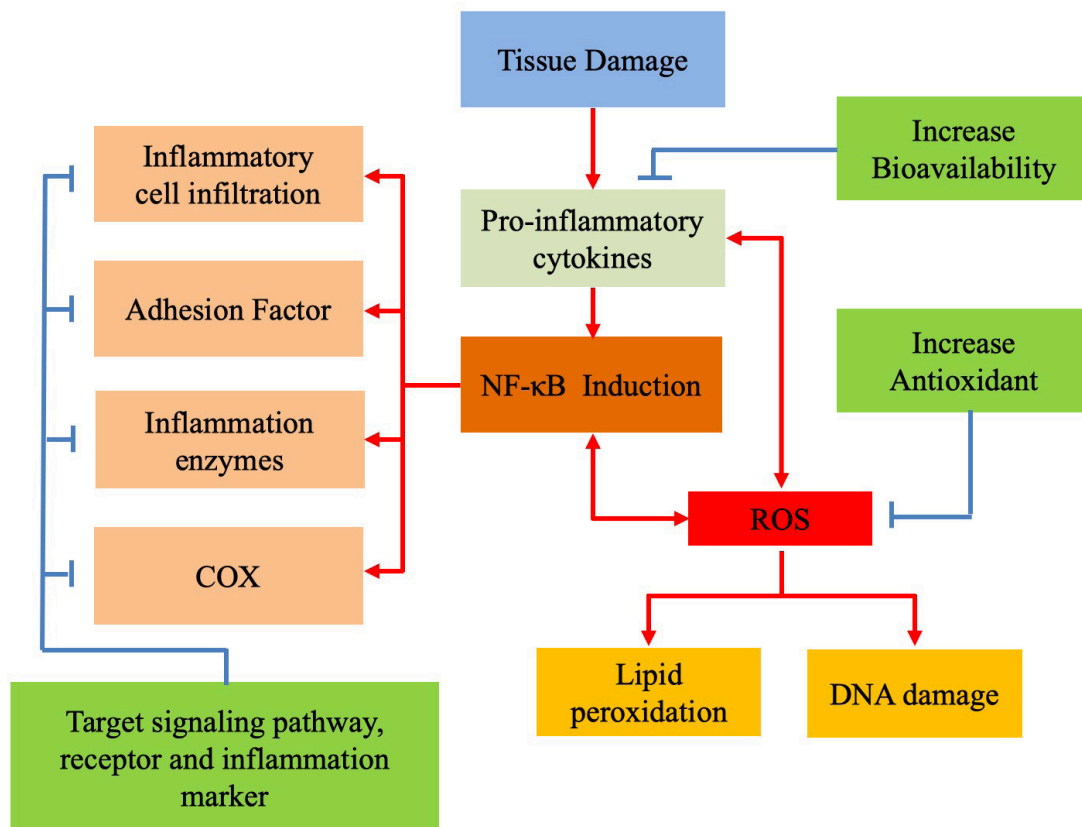 Tissue Damage
Increase
Bioavailability
Inflammatory
cell infiltration
Pro-inflammatory
cytokines
Adhesion Factor
Increase
Antioxidant
NF-κB Induction
Inflammation
enzymes
ROS
COX
Lipid
peroxidation
DNA damage
Target signaling pathway,
receptor and inflammation
marker